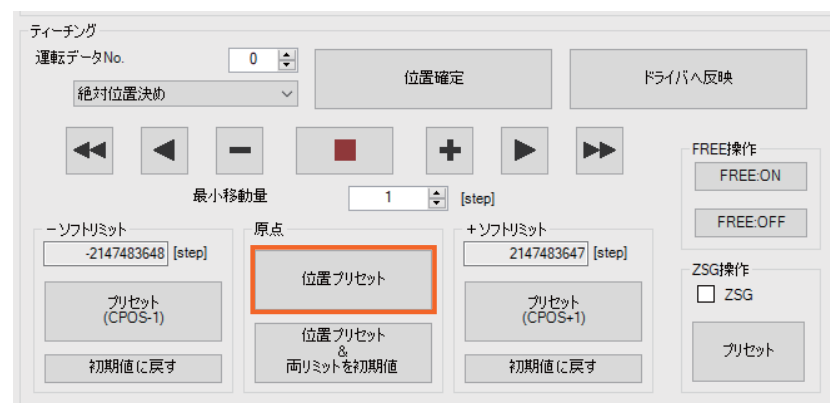 ティーチング
運転データNo.
0
絶対位置決め
位置確定
ドライバへ反映
最小移動量
1
[step]
FREE操作
FREE:ON
FREE:OFF
-ソフトリミット
-2147483648 [step]
プリセット
(CPOS-1)
初期値に戻す
原点
位置プリセット
位置プリセット
&
両リミットを初期値
+ソフトリミット
2147483647 [step]
プリセット
(CPOS+1)
初期値に戻す
ZSG操作
ZSG
プリセット